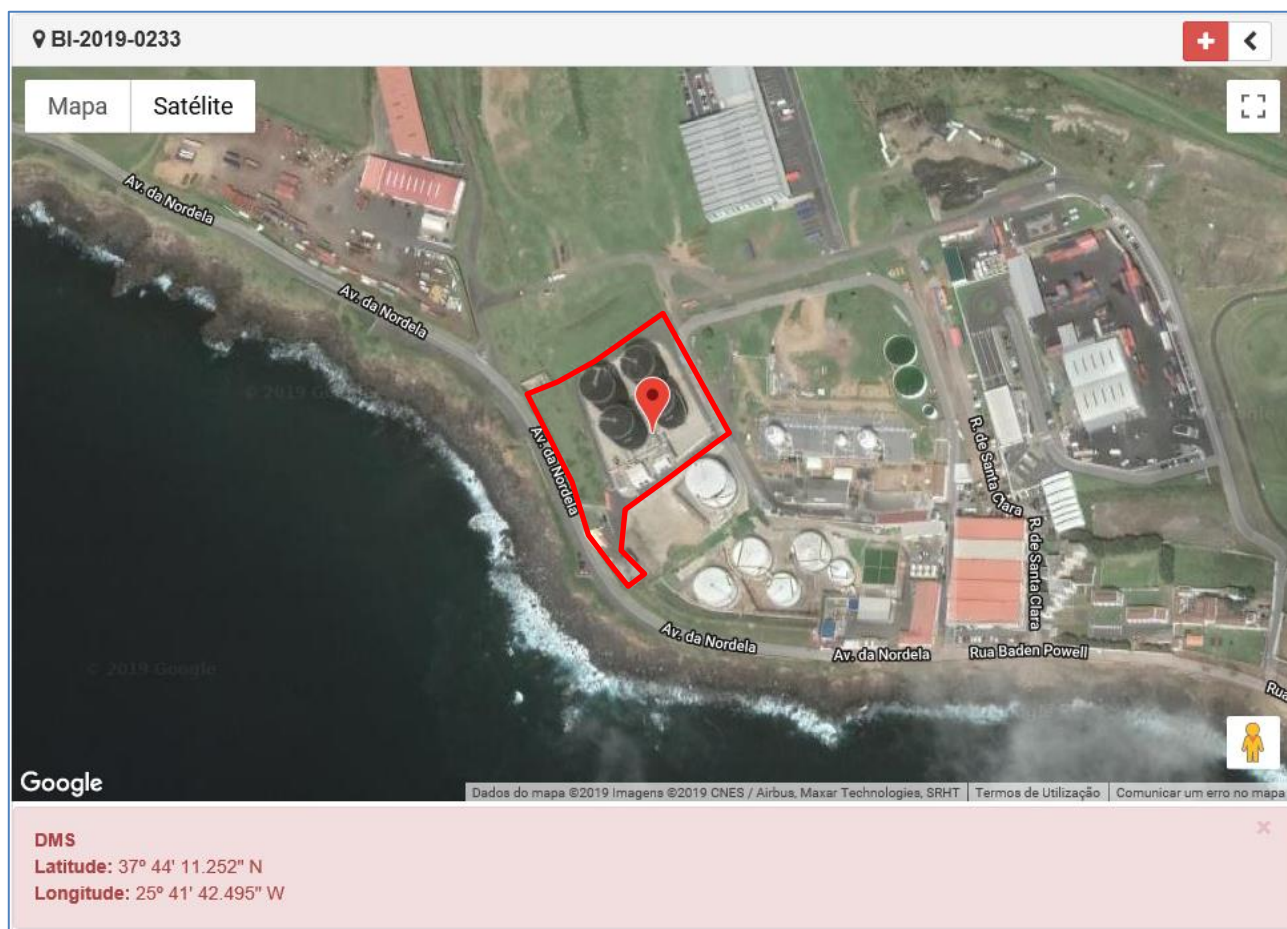 BI-2019-0233
Mapa
Satélite
Av. da Nordela
Av. da Nordela
© 2019 Google
Av. da Nordela
R. de Santa Clara
R. de Santa Clara
Av. da Nordela
Av. da Nordela
Rua Baden Powell
Rua
© 2019 Google
Google
Dados do mapa ©2019 Imagens ©2019 CNES / Airbus, Maxar Technologies, SRHT
Termos de Utilização
Comunicar um erro no mapa
DMS
Latitude: 37º 44' 11.252" N
Longitude: 25º 41' 42.495" W